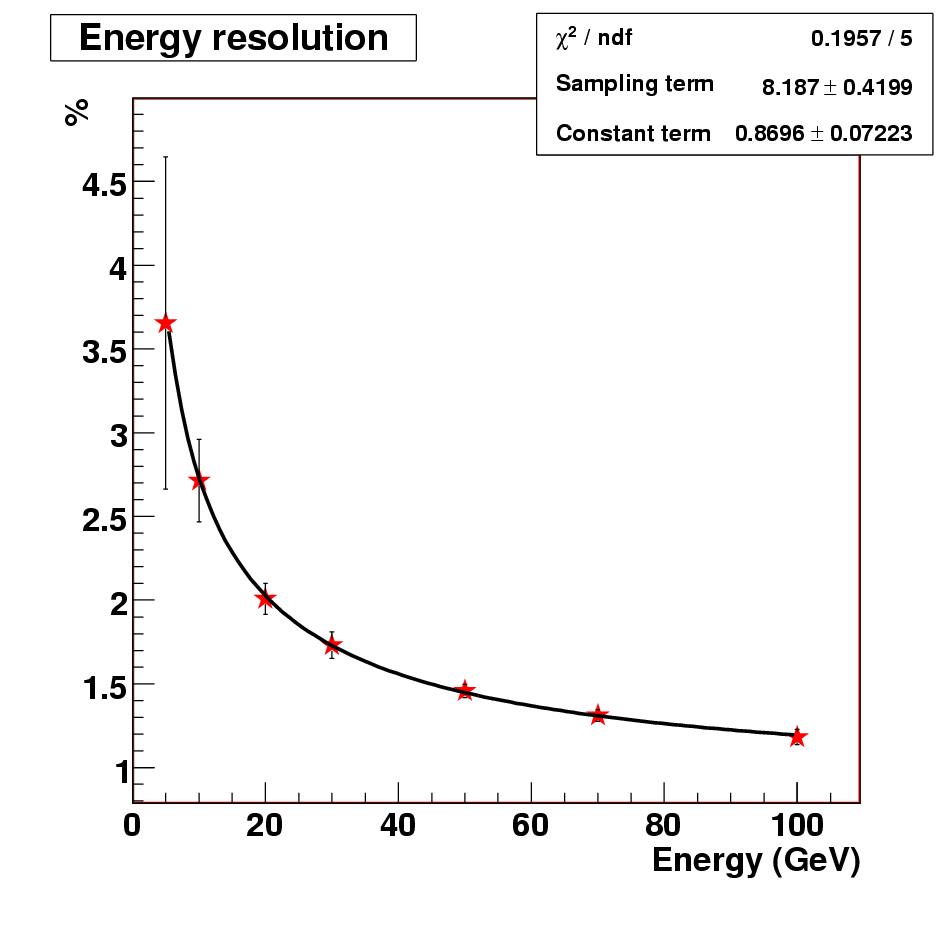 Energy resolution
χ² / ndf 0.1957 / 5
Sampling term 8.187 ± 0.4199
Constant term 0.8696 ± 0.07223
%
4.5
4
3.5
3
2.5
2
1.5
1
0 20 40 60 80 100
Energy (GeV)